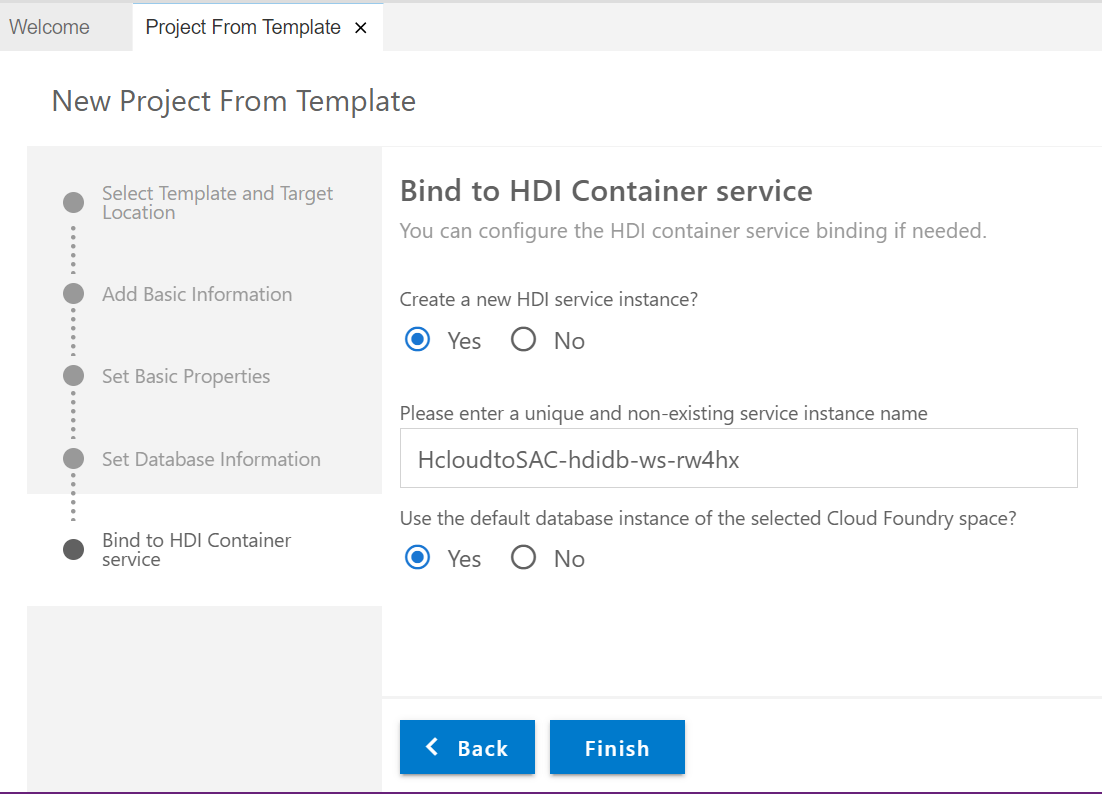 Welcome
Project From Template
New Project From Template
Select Template and Target
Location
Add Basic Information
Set Basic Properties
Set Database Information
Bind to HDI Container
service
Bind to HDI Container service
You can configure the HDI container service binding if needed.
Create a new HDI service instance?
Yes No
Please enter a unique and non-existing service instance name
HcloudtoSAC-hdidb-ws-rw4hx
Use the default database instance of the selected Cloud Foundry space?
Yes No
Back Finish